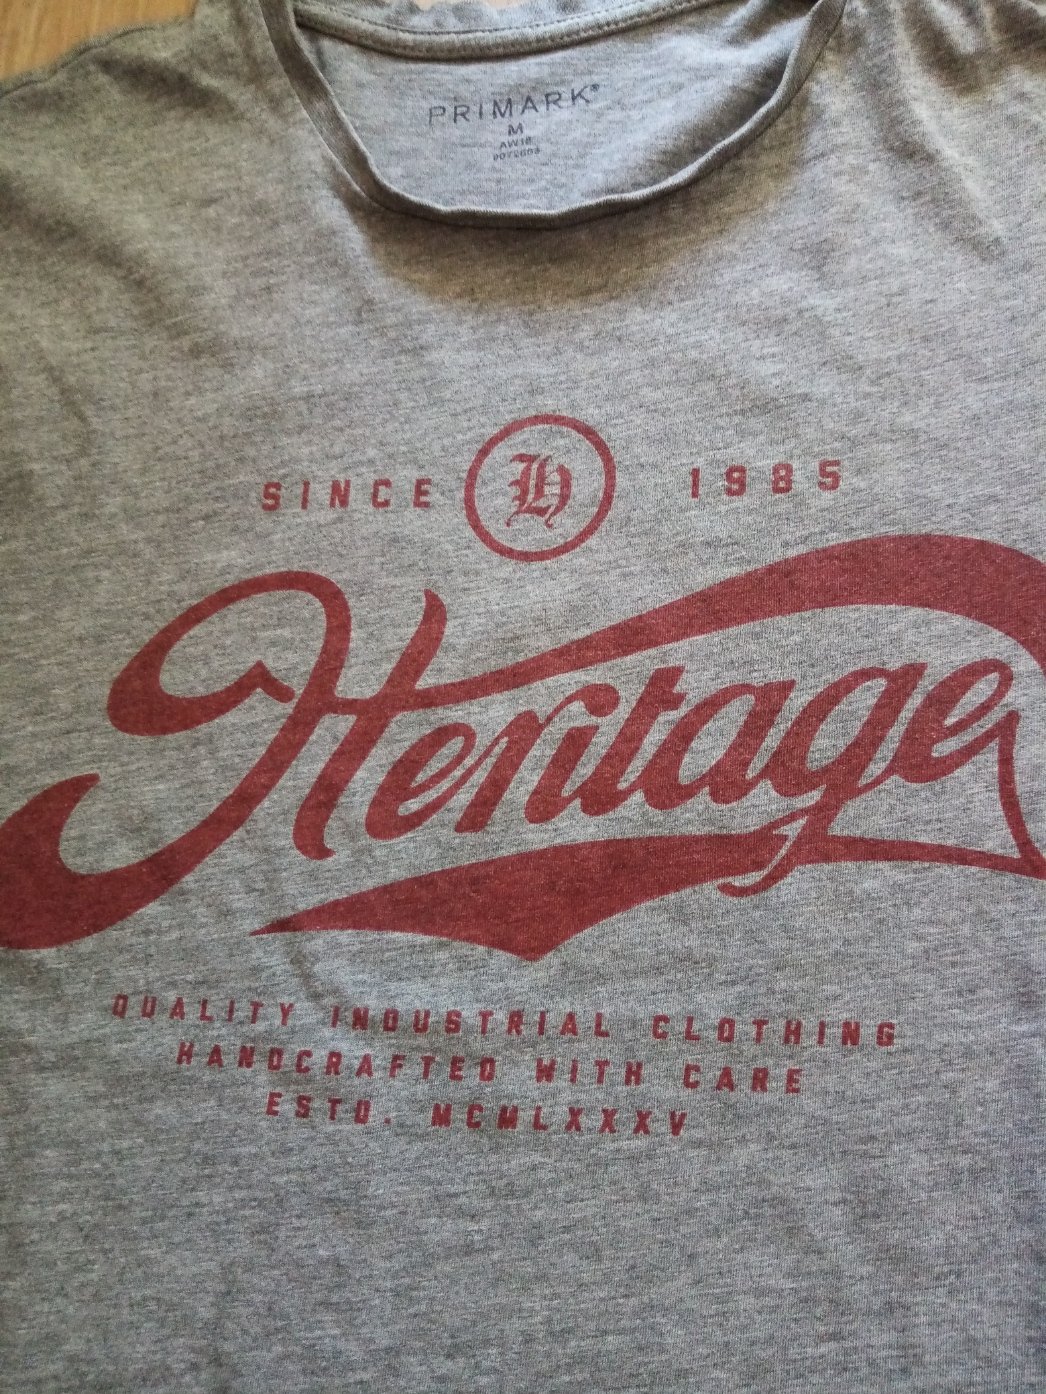 PRIMARK®
M
AW18
SINCE H 1985
Heritage
QUALITY INDUSTRIAL CLOTHING
HANDCRAFTED WITH CARE
ESTD. MCMLXXXV